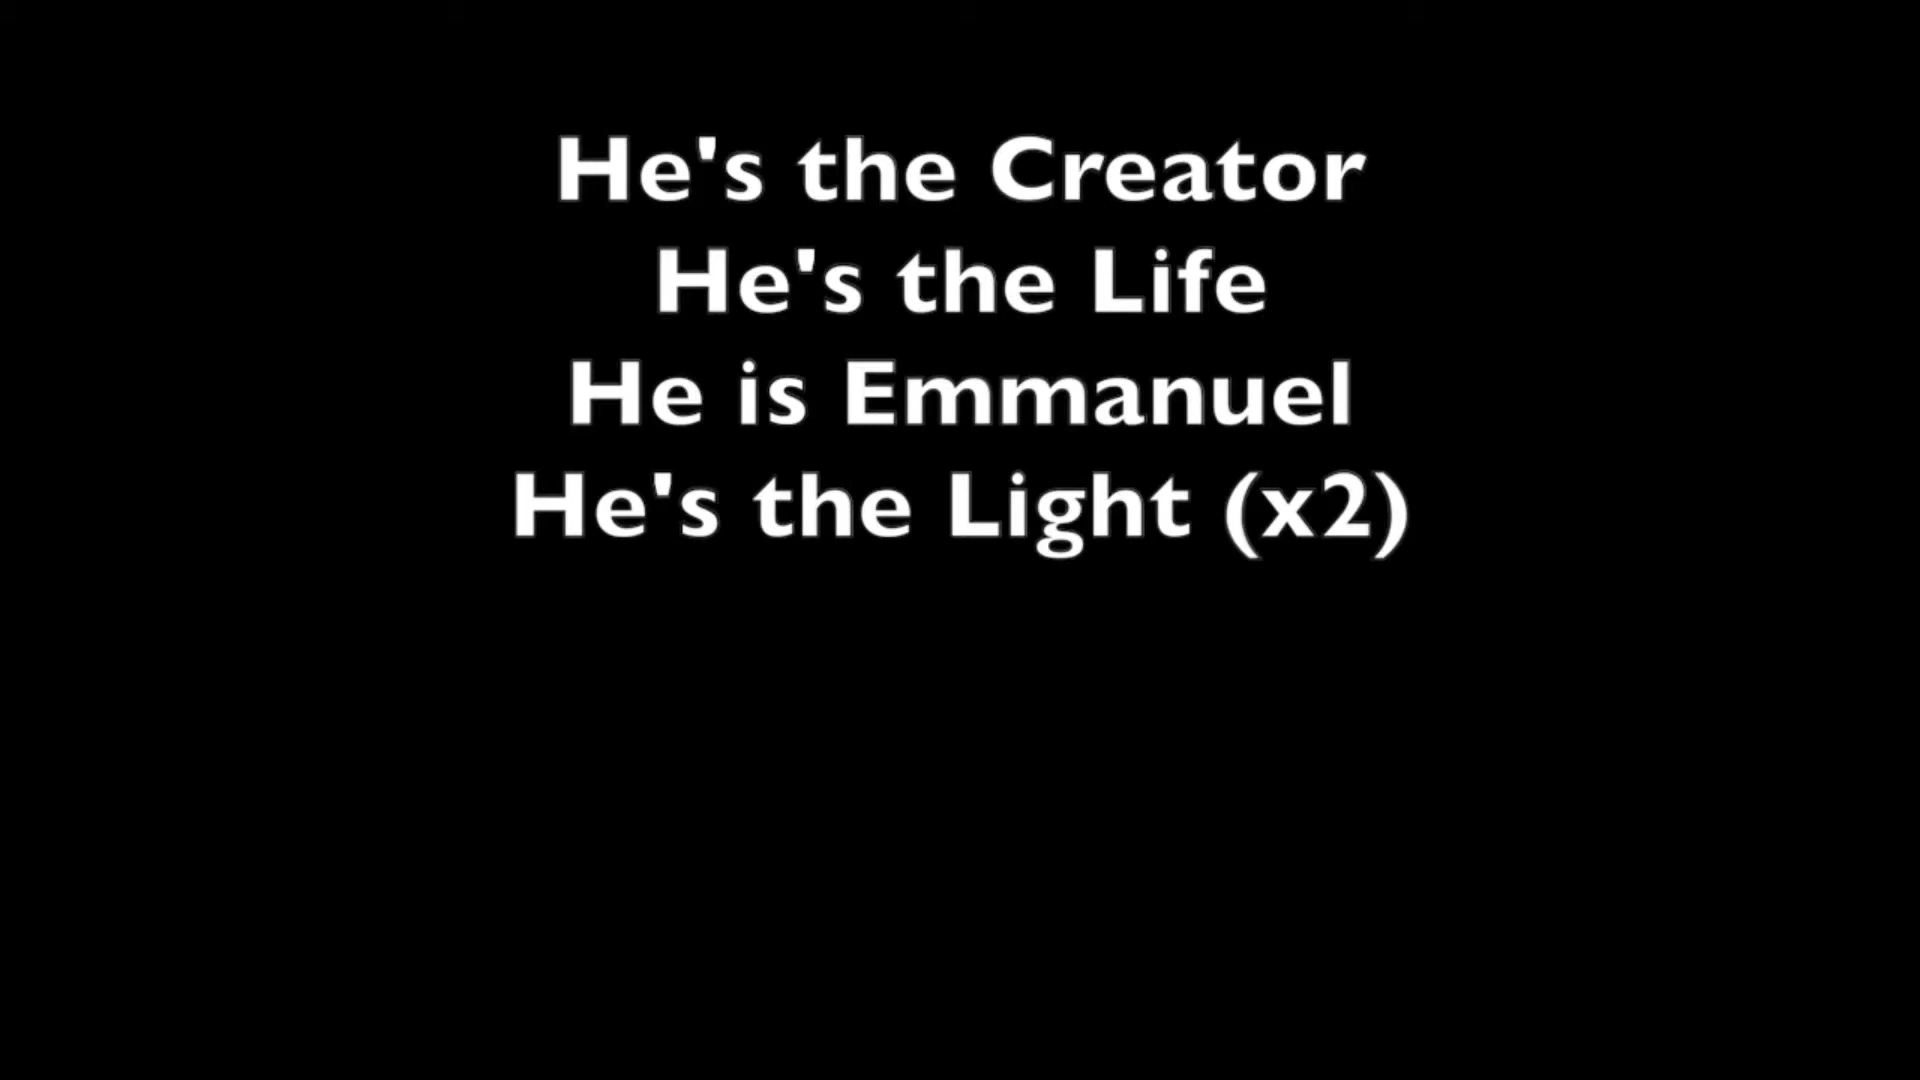 He's the Creator
He's the Life
He is Emmanuel
He's the Light (x2)